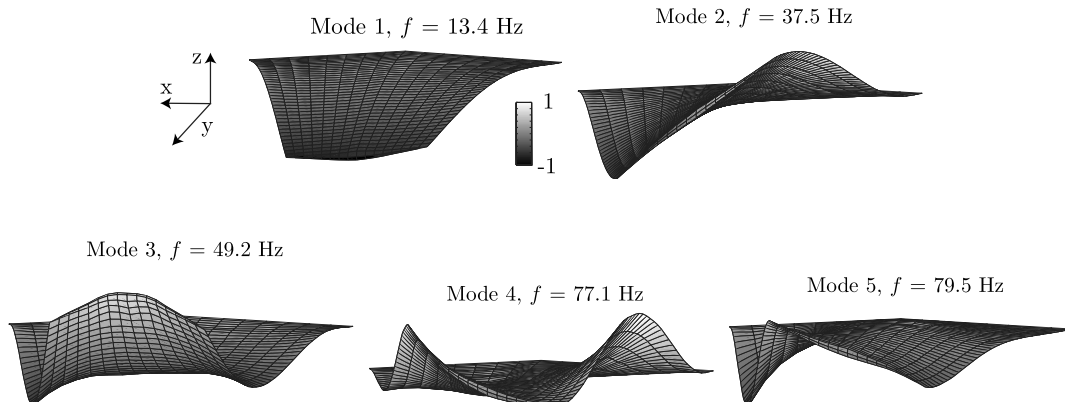 Mode 1, f = 13.4 Hz
Mode 2, f = 37.5 Hz
z
x
y
1
-1
Mode 3, f = 49.2 Hz
Mode 4, f = 77.1 Hz
Mode 5, f = 79.5 Hz